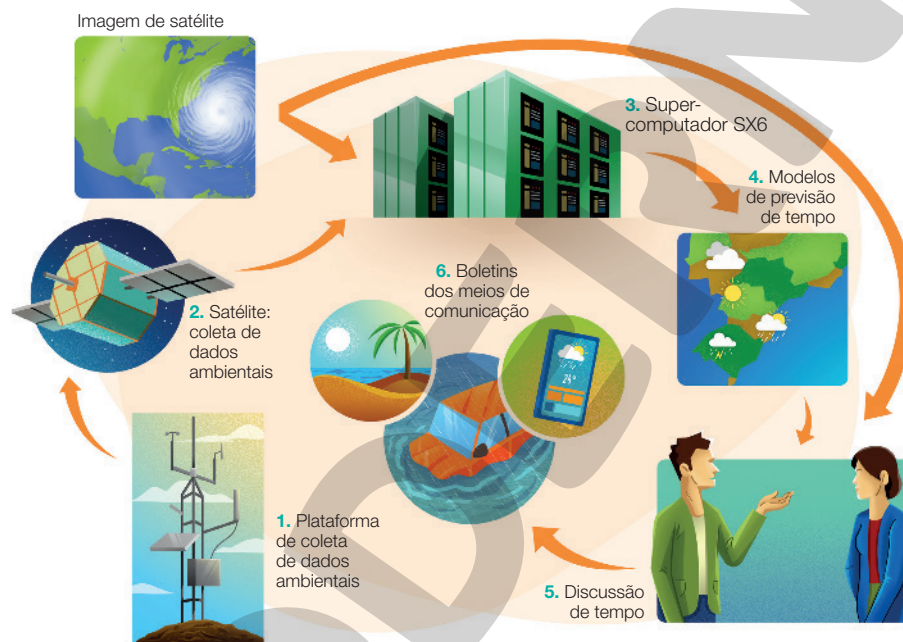 Imagem de satélite
3. Super-
computador SX6
4. Modelos
de previsão
de tempo
6. Boletins
dos meios de
comunicação
2. Satélite:
coleta de
dados
ambientais
24°
1. Plataforma
de coleta
de dados
ambientais
5. Discussão
de tempo